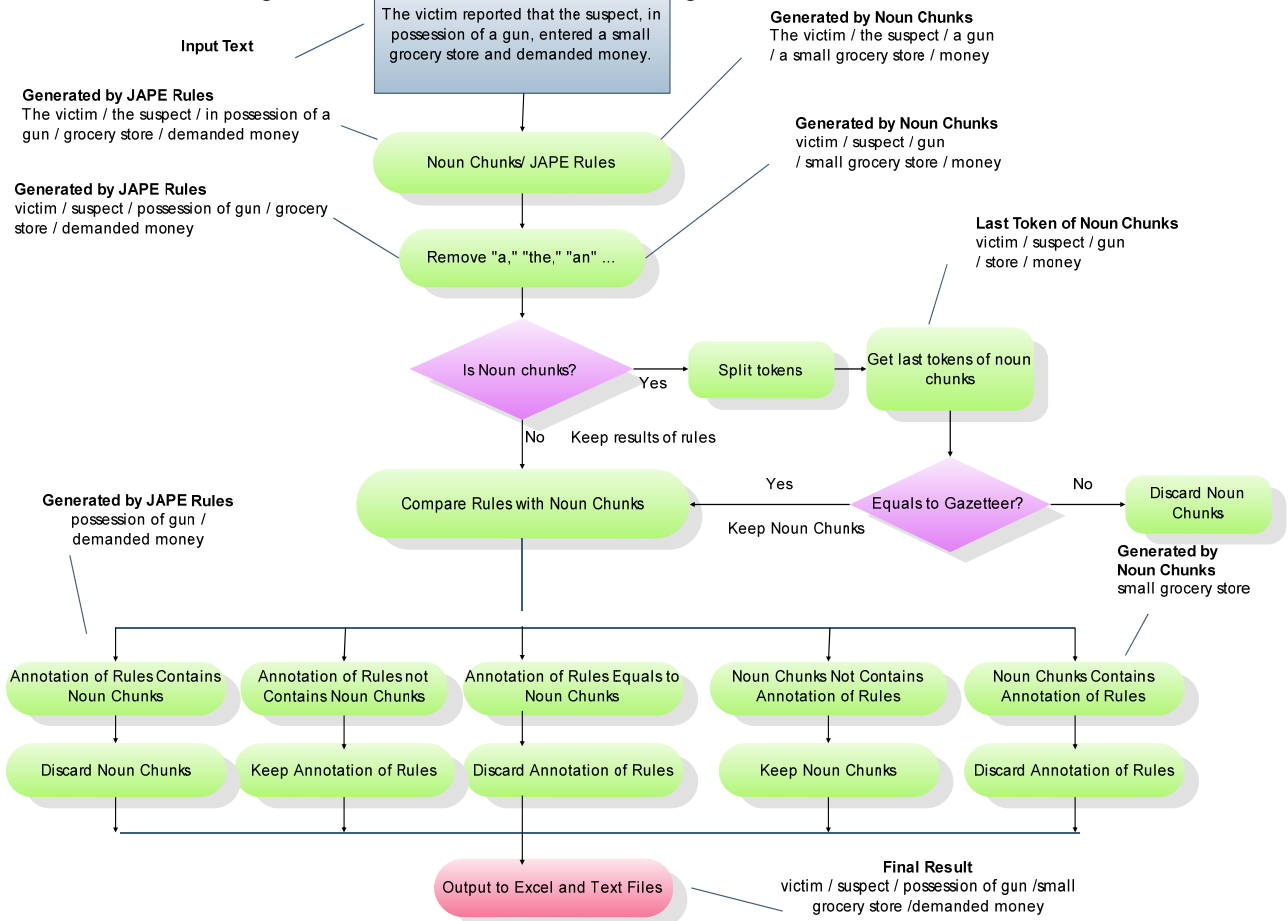 The victim reported that the suspect, in
possession of a gun, entered a small
grocery store and demanded money.
Input Text
Generated by Noun Chunks
The victim / the suspect / a gun
/ a small grocery store / money
Generated by JAPE Rules
The victim / the suspect / in possession of a
gun / grocery store / demanded money
Noun Chunks/ JAPE Rules
Generated by Noun Chunks
victim / suspect / gun
/ small grocery store / money
Generated by JAPE Rules
victim / suspect / possession of gun / grocery
store / demanded money
Remove "a," "the," "an" ...
Last Token of Noun Chunks
victim / suspect / gun
/ store / money
Is Noun chunks?
Yes
Split tokens
Get last tokens of noun
chunks
No
Keep results of rules
Compare Rules with Noun Chunks
Yes
Keep Noun Chunks
Equals to Gazetteer?
No
Discard Noun
Chunks
Generated by JAPE Rules
possession of gun /
demanded money
Generated by
Noun Chunks
small grocery store
Annotation of Rules Contains
Noun Chunks
Annotation of Rules not
Contains Noun Chunks
Annotation of Rules Equals to
Noun Chunks
Noun Chunks Not Contains
Annotation of Rules
Noun Chunks Contains
Annotation of Rules
Discard Noun Chunks
Keep Annotation of Rules
Discard Annotation of Rules
Keep Noun Chunks
Discard Annotation of Rules
Output to Excel and Text Files
Final Result
victim / suspect / possession of gun /small
grocery store /demanded money